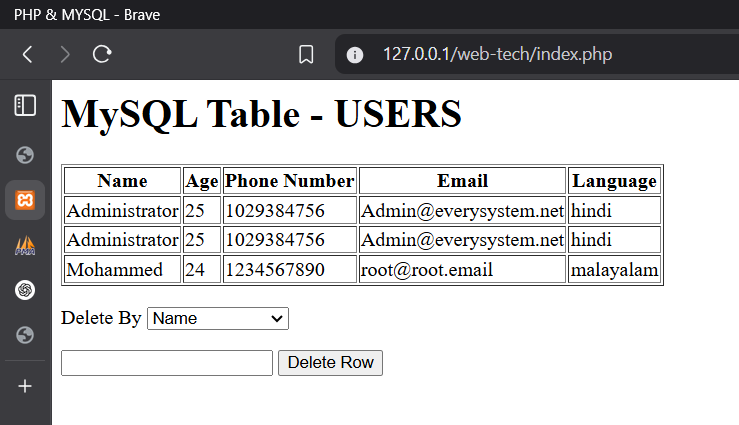 PHP & MYSQL - Brave
127.0.0.1/web-tech/index.php
MySQL Table - USERS
Name Age Phone Number Email Language
Administrator 25 1029384756 Admin@everysystem.net hindi
Administrator 25 1029384756 Admin@everysystem.net hindi
Mohammed 24 1234567890 root@root.email malayalam
Delete By Name
Delete Row
PMA